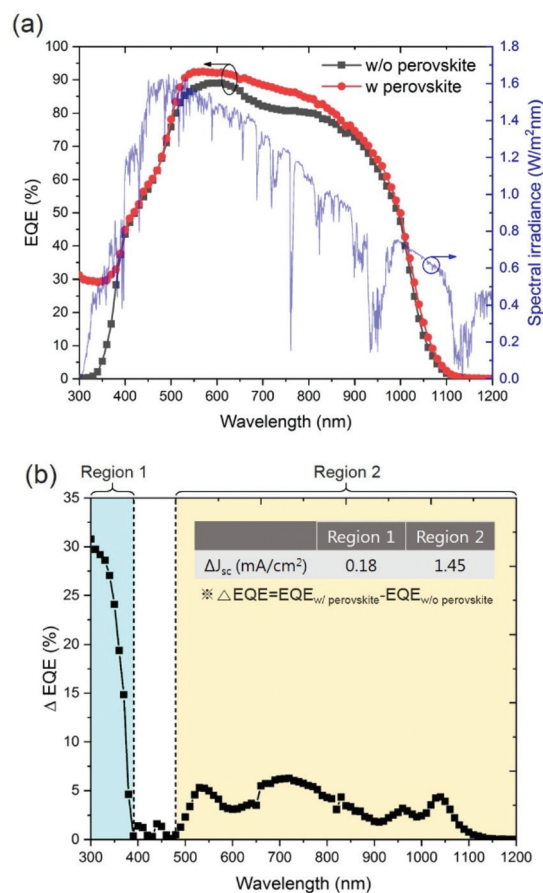 (a)
100
90
80
70
60
50
40
30
20
10
0
EQE (%)
w/o perovskite
w perovskite
1.8
1.6
1.4
1.2
1.0
0.8
0.6
0.4
0.2
0.0
Spectral irradiance (W/m²nm)
300 400 500 600 700 800 900 1000 1100 1200
Wavelength (nm)
(b)
Region 1 Region 2
35
30
25
20
15
10
5
0
Δ EQE (%)
Region 1 Region 2
ΔJsc (mA/cm²) 0.18 1.45
※ △EQE=EQEw/ perovskite-EQEw/o perovskite
300 400 500 600 700 800 900 1000 1100 1200
Wavelength (nm)